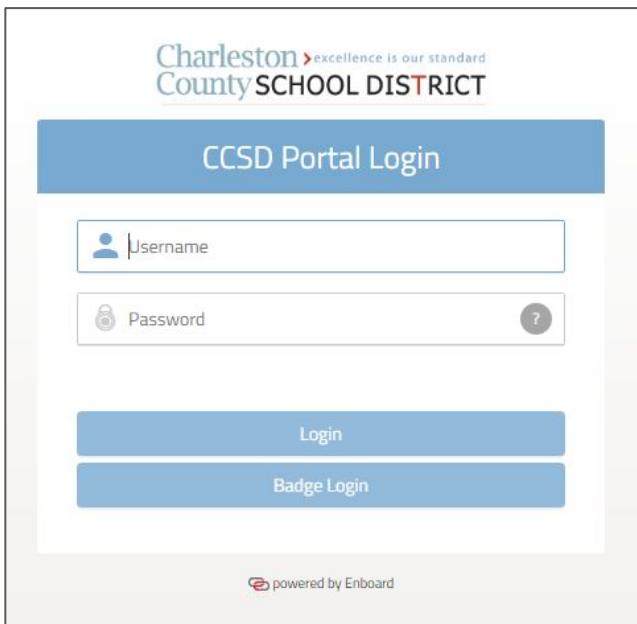 Charleston > excellence is our standard
County SCHOOL DISTRICT
CCSD Portal Login
Username
Password
?
Login
Badge Login
powered by Enboard